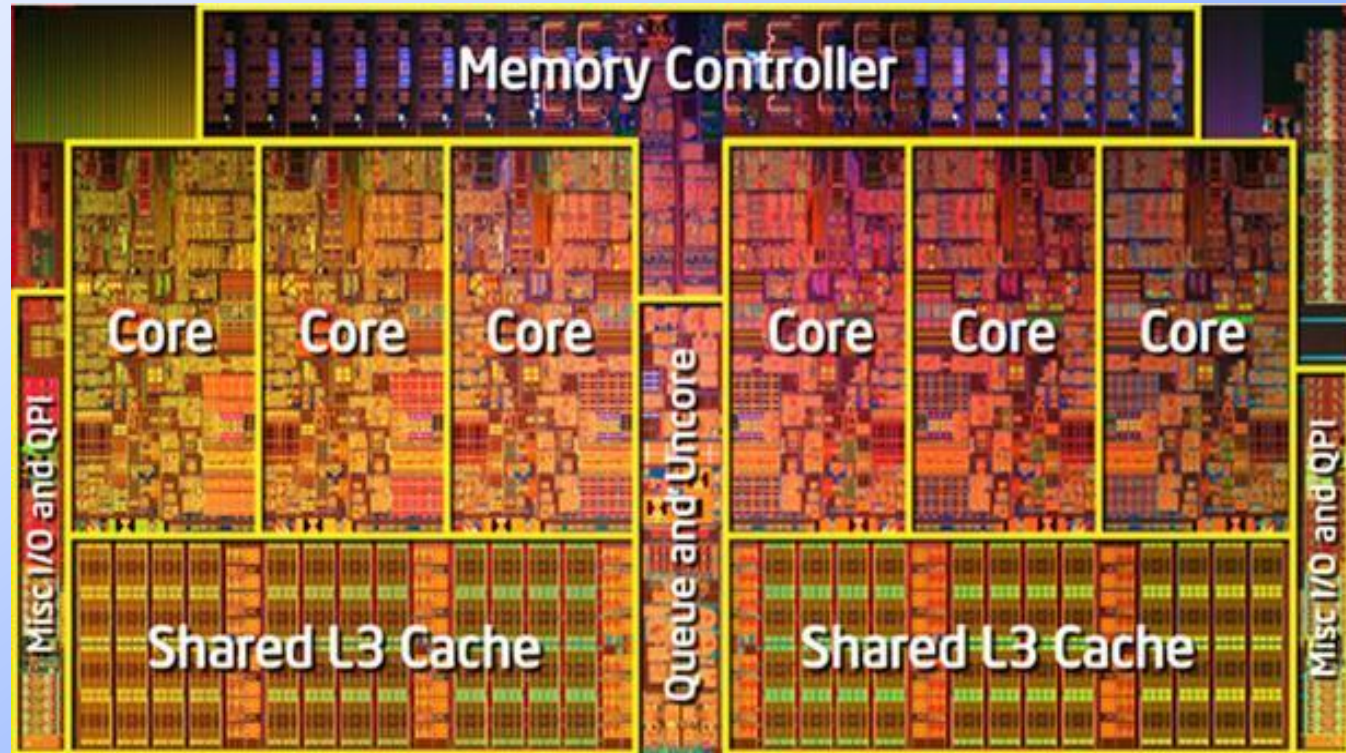 Memory Controller
Core
Core
Core
Core
Core
Core
Misc I/O and QPI
Queue and Uncore
Misc I/O and QPI
Shared L3 Cache
Shared L3 Cache